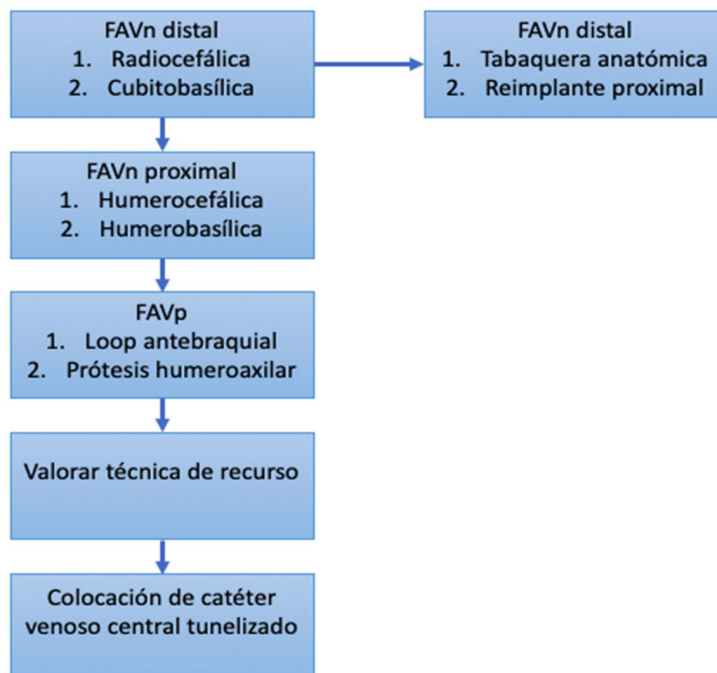 FAVn distal
1. Radiocefálica
2. Cubitobasílica
FAVn distal
1. Tabaquera anatómica
2. Reimplante proximal
FAVn proximal
1. Humerocefálica
2. Humerobasílica
FAVp
1. Loop antebraquial
2. Prótesis humeroaxilar
Valorar técnica de recurso
Colocación de catéter
venoso central tunelizado